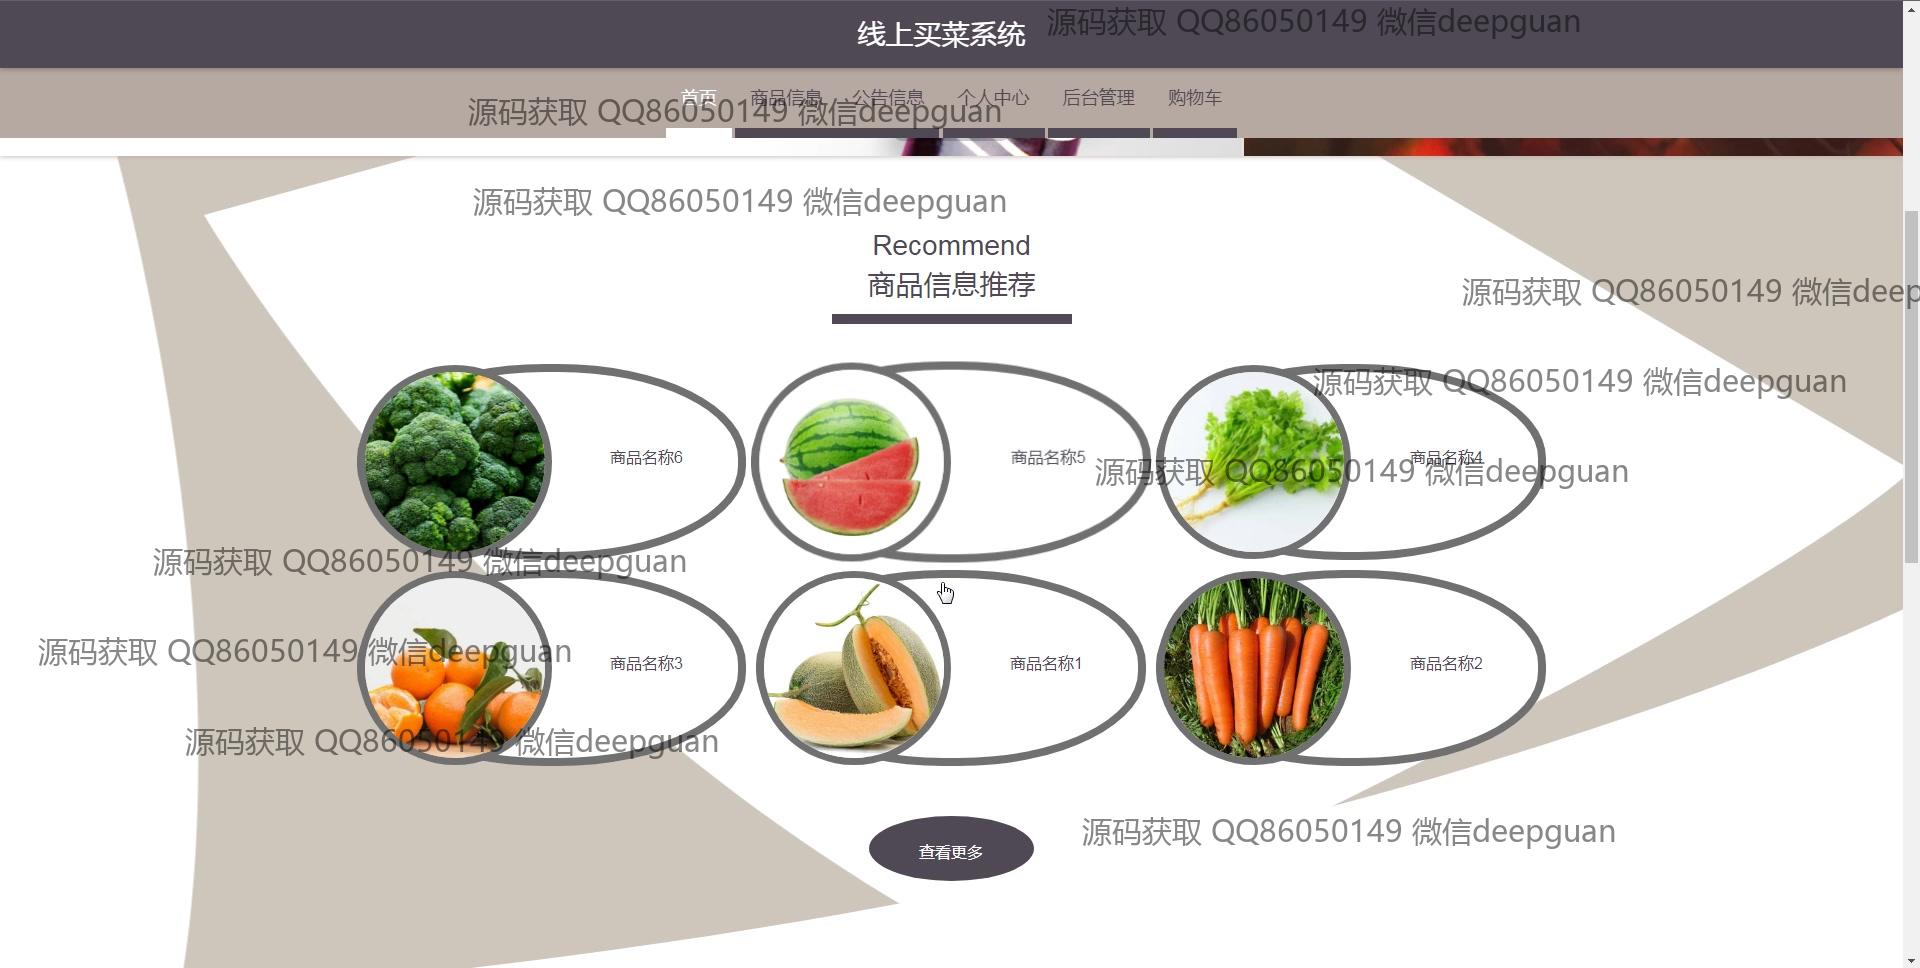 线上买菜系统
源码获取 QQ86050149 微信deepguan
首页
商品信息
公告信息
个人中心
后台管理
购物车
源码获取 QQ86050149 微信deepguan
源码获取 QQ86050149 微信deepguan
Recommend
商品信息推荐
源码获取 QQ86050149 微信deep
源码获取 QQ86050149 微信deepguan
商品名称6
商品名称5
商品名称4
源码获取 QQ86050149 微信deepguan
源码获取 QQ86050149 微信deepguan
源码获取 QQ86050149 微信deepguan
商品名称3
商品名称1
商品名称2
源码获取 QQ86050149 微信deepguan
源码获取 QQ86050149 微信deepguan
查看更多